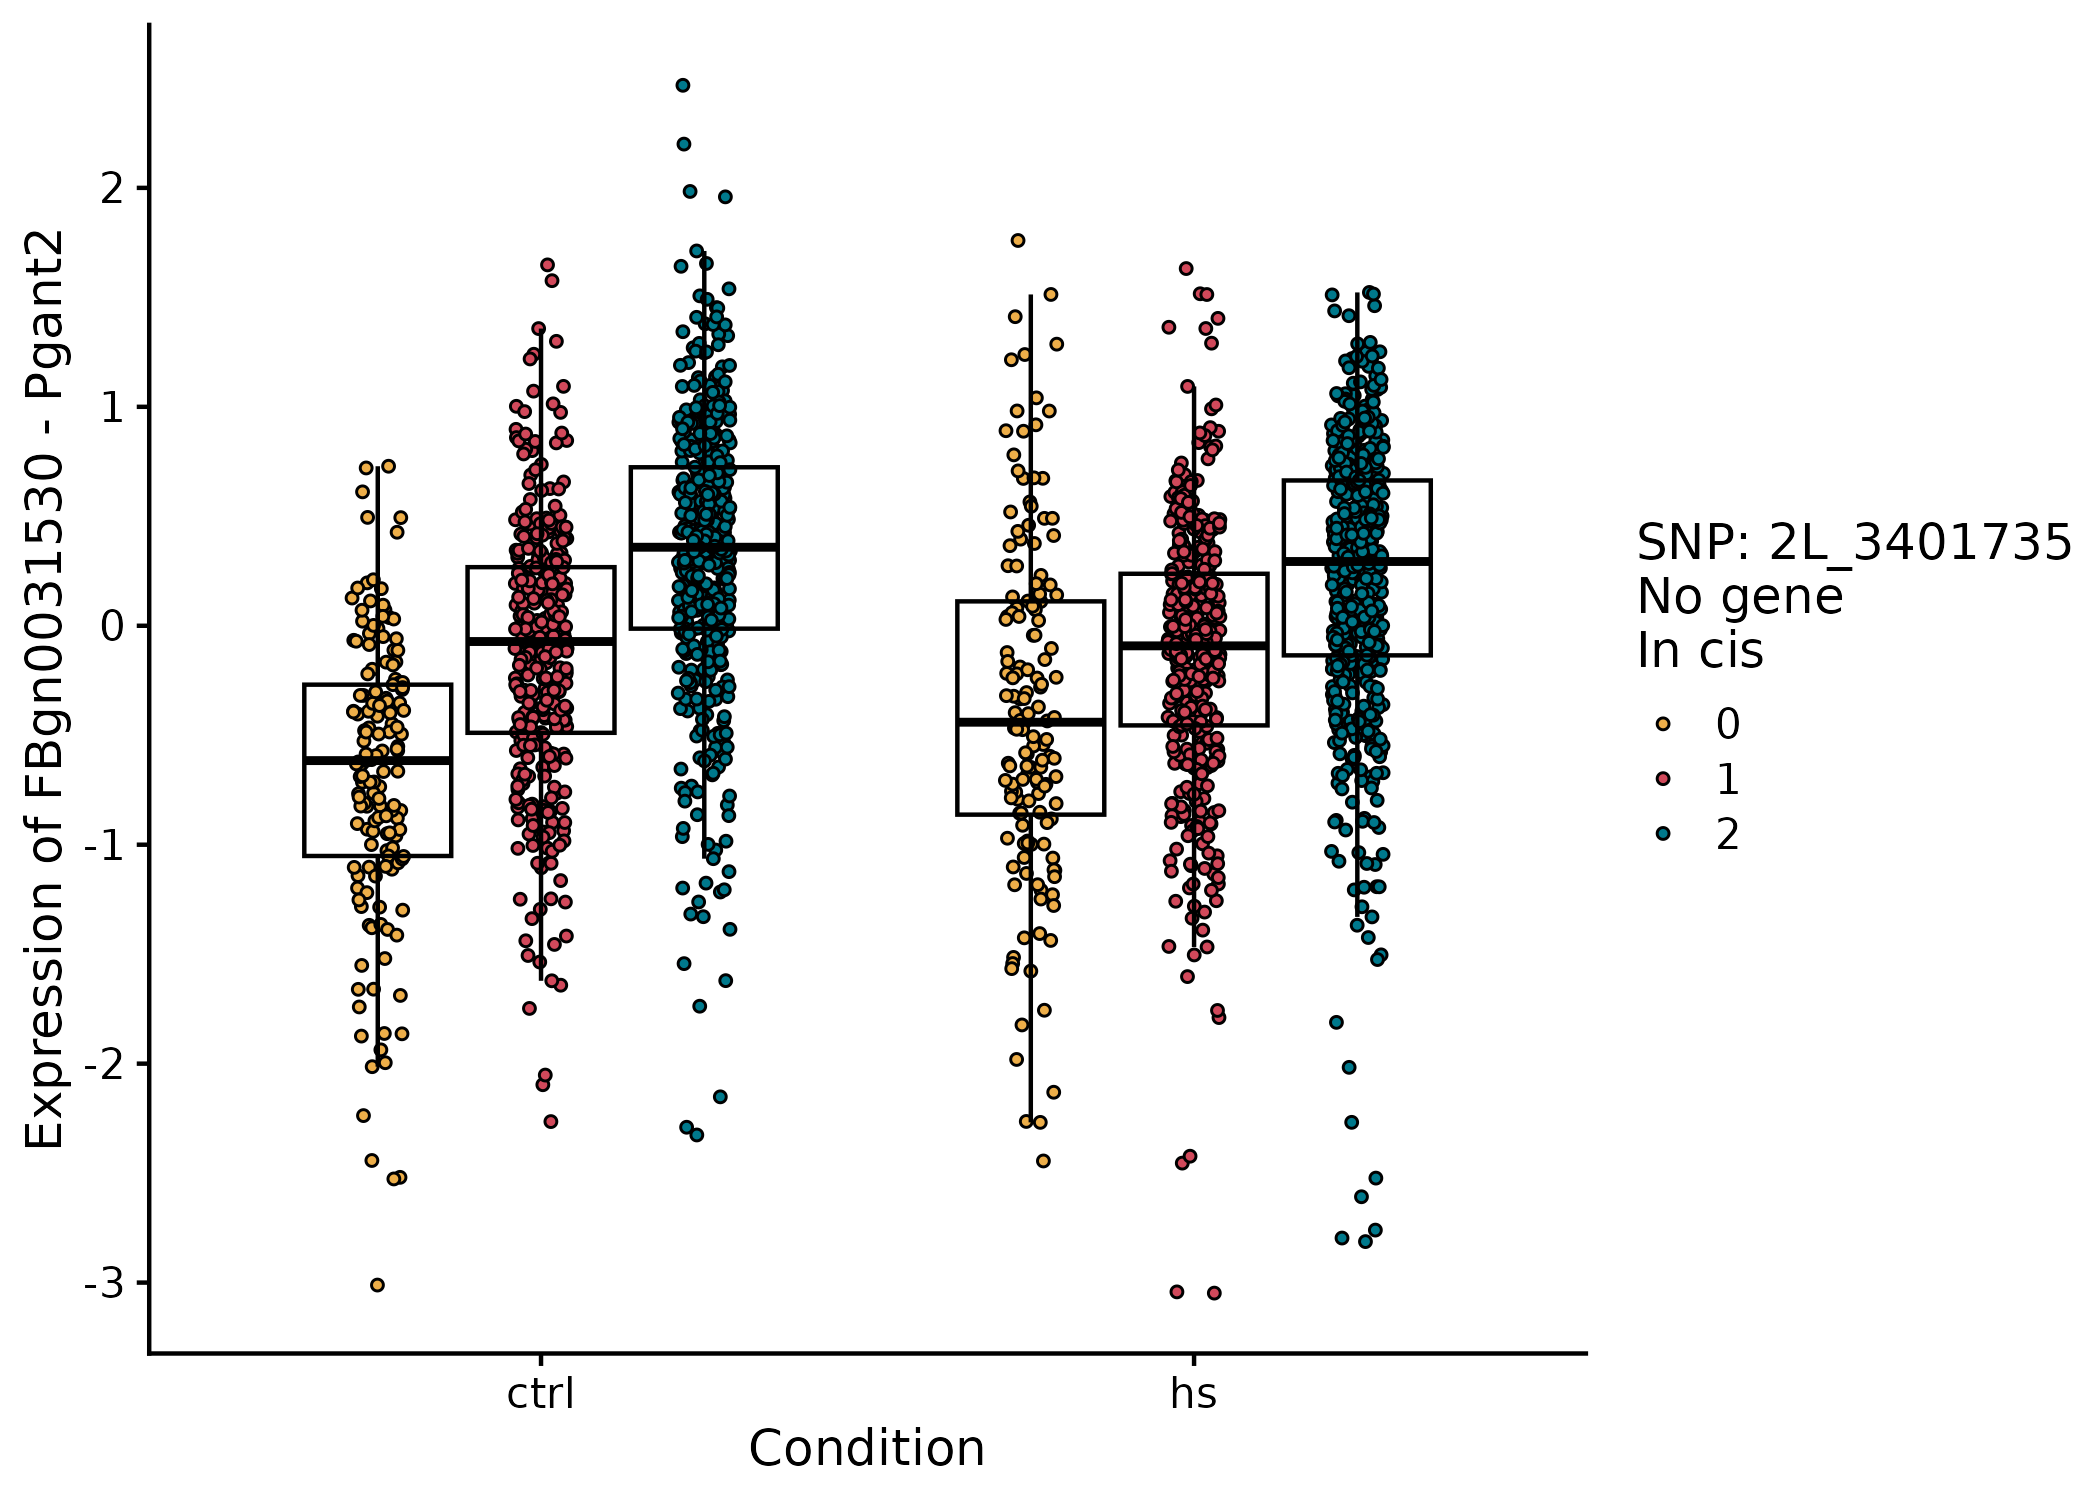 Expression of FBgn0031530 - Pgant2
2
1
0
-1
-2
-3
ctrl
hs
Condition
SNP: 2L_3401735
No gene
In cis
0
1
2